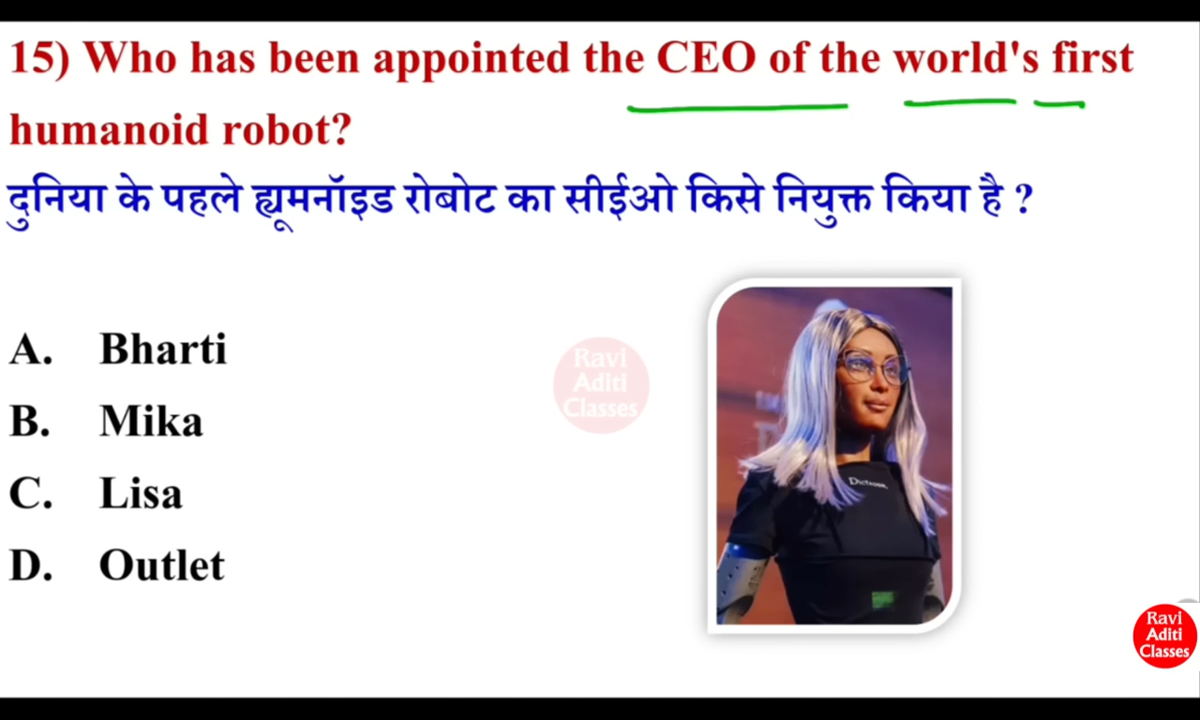 15) Who has been appointed the CEO of the world's first
humanoid robot?
दुनिया के पहले ह्यूमनॉइड रोबोट का सीईओ किसे नियुक्त किया है ?
A. Bharti
B. Mika
C. Lisa
D. Outlet
Ravi
Aditi
Classes
Dictador
Ravi
Aditi
Classes